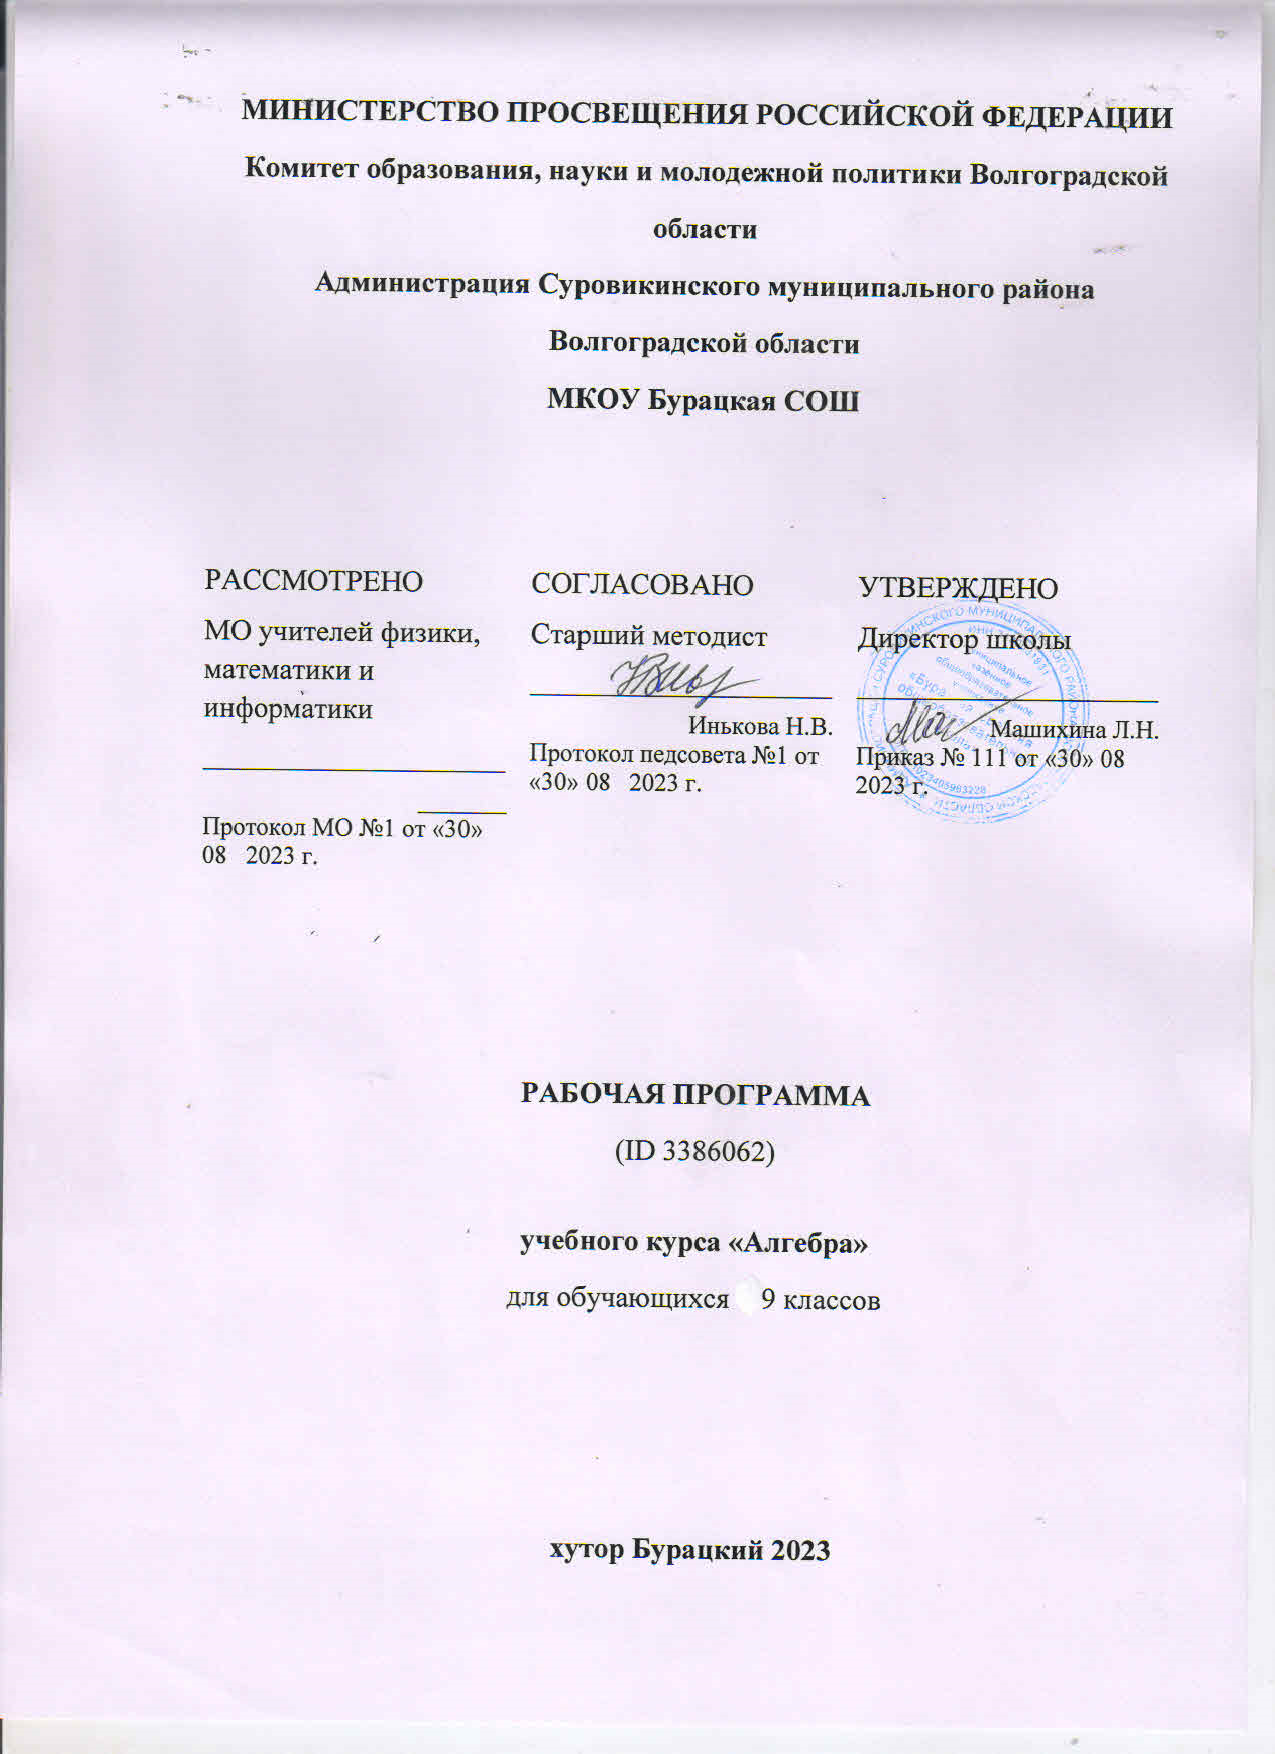 МИНИСТЕРСТВО ПРОСВЕЩЕНИЯ РОССИЙСКОЙ ФЕДЕРАЦИИ
Комитет образования, науки и молодежной политики Волгоградской
области
Администрация Суровикинского муниципального района
Волгоградской области
МКОУ Бурацкая СОШ
РАССМОТРЕНО
МО учителей физики,
математики и
информатики
Протокол МО №1 от «30»
08 2023 г.
СОГЛАСОВАНО
Старший методист
Инькова Н.В.
Протокол педсовета №1 от
«30» 08 2023 г.
УТВЕРЖДЕНО
Директор школы
Машихина Л.Н.
Приказ № 111 от «30» 08
2023 г.
РАБОЧАЯ ПРОГРАММА
(ID 3386062)
учебного курса «Алгебра»
для обучающихся 9 классов
хутор Бурацкий 2023